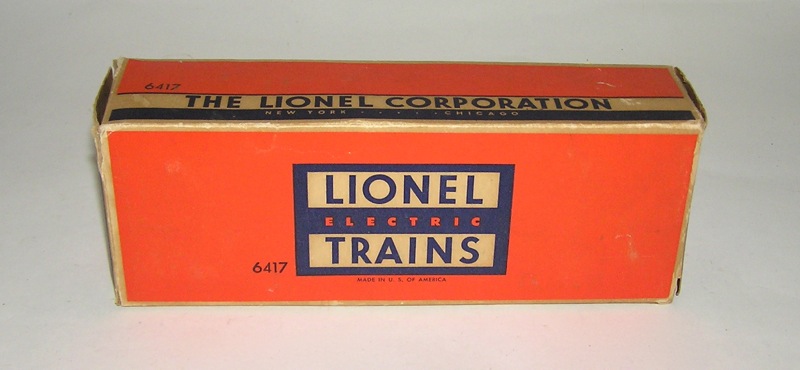 6417
THE LIONEL CORPORATION
NEW YORK . . . . CHICAGO
LIONEL
ELECTRIC
TRAINS
6417
MADE IN U. S. OF AMERICA